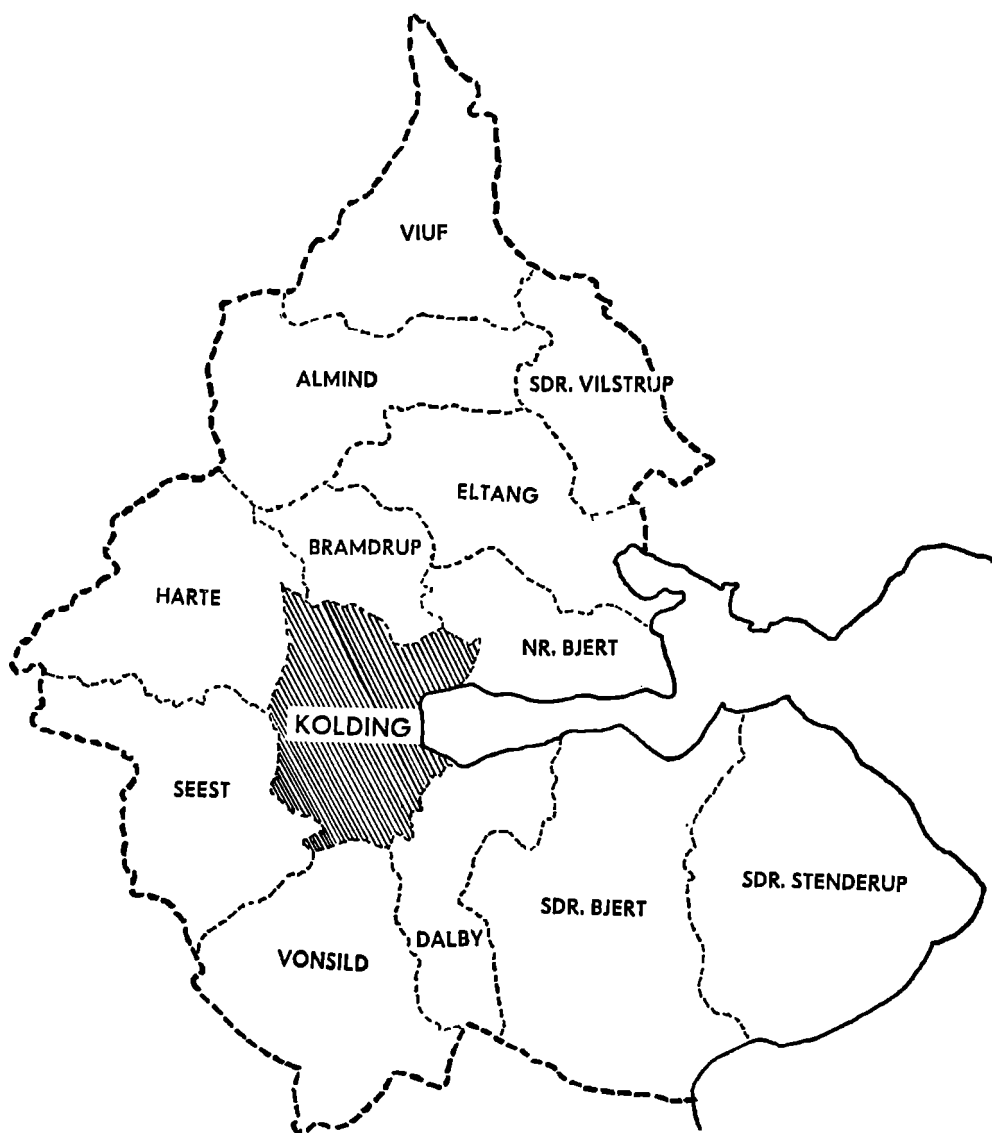 VIUF
ALMIND
SDR. VILSTRUP
ELTANG
BRAMDRUP
HARTE
NR. BJERT
KOLDING
SEEST
SDR. STENDERUP
SDR. BJERT
DALBY
VONSILD